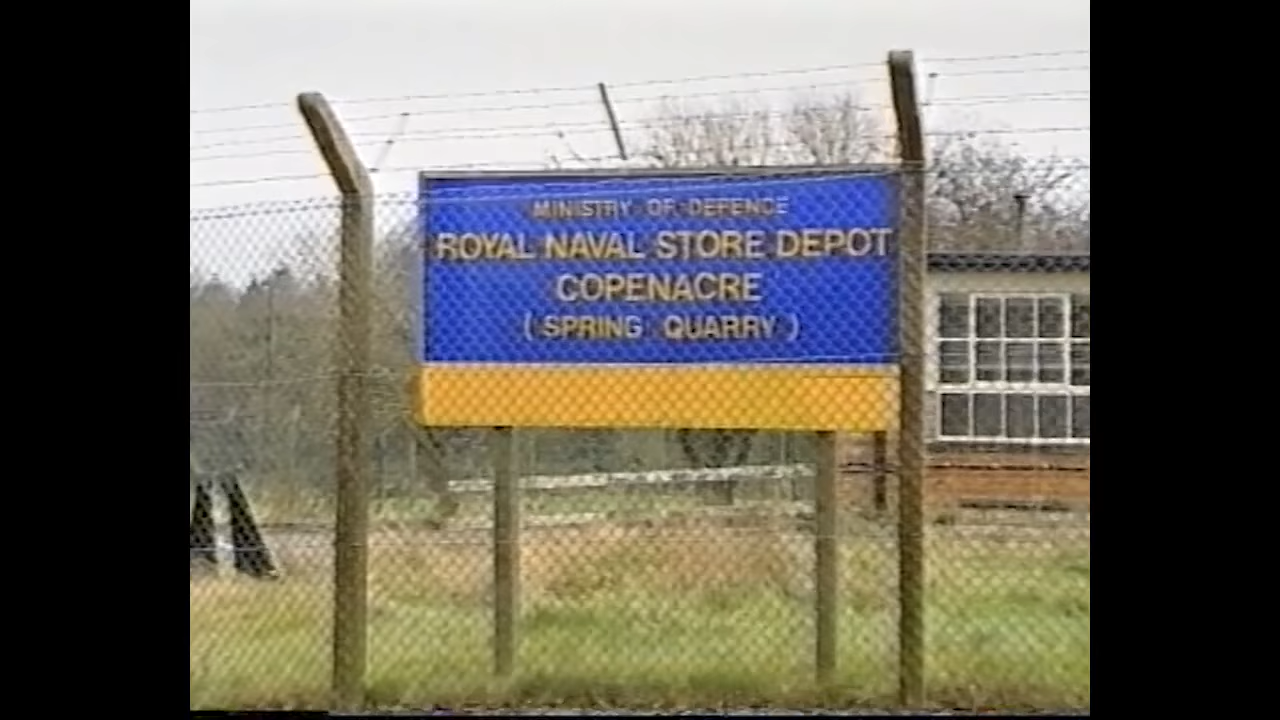 MINISTRY OF DEFENCE
ROYAL NAVAL STORE DEPOT
COPENACRE
( SPRING QUARRY )